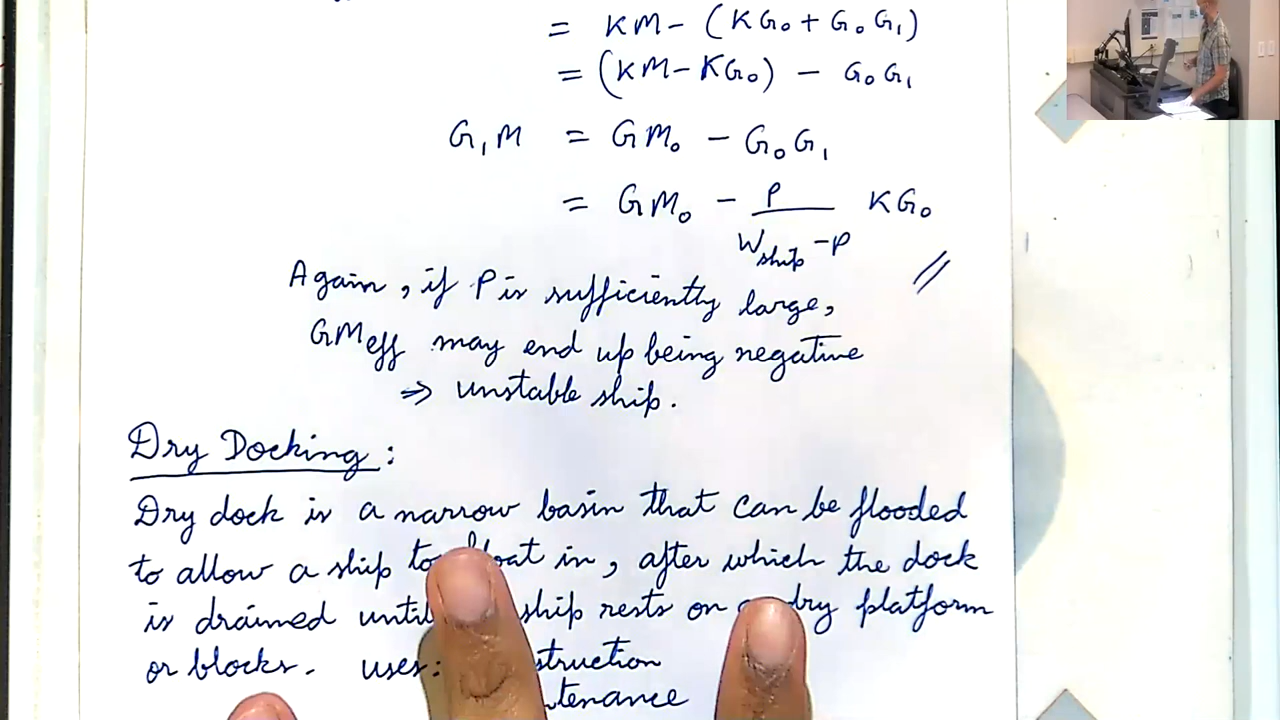 = KM - (KG₀ + G₀G₁)
= (KM - KG₀) - G₀G₁
G₁M = GM₀ - G₀G₁
= GM₀ - P / (W_ship - P) KG₀
Again, if P is sufficiently large,
GM_eff may end up being negative
⇒ unstable ship.
Dry Docking:
Dry dock is a narrow basin that can be flooded
to allow a ship to float in, after which the dock
is drained until ship rests on dry platform
or blocks. uses: